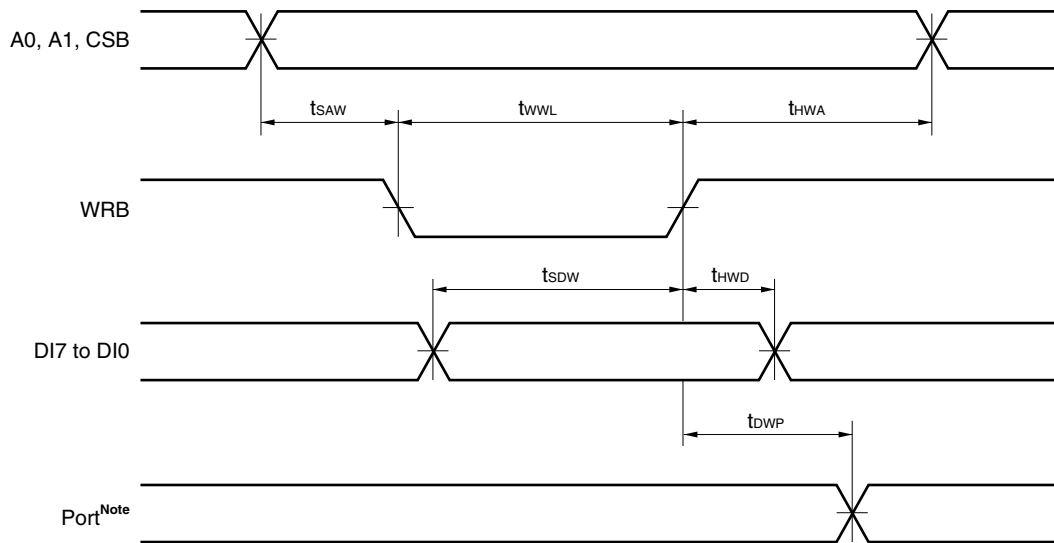 A0, A1, CSB
tSAW tWWL tHWA
WRB
tSDW tHWD
DI7 to DI0
tDWP
PortNote